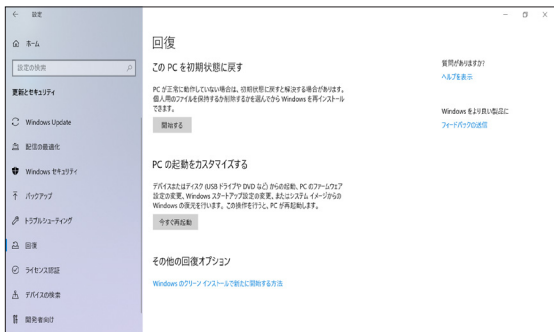 設定
ホーム
設定の検索
更新とセキュリティ
Windows Update
配信の最適化
Windows セキュリティ
バックアップ
トラブルシューティング
回復
ライセンス認証
デバイスの検索
開発者向け
回復
この PC を初期状態に戻す
PC が正常に動作していない場合は、初期状態に戻すと解決する場合があります。
個人用のファイルを保持するか削除するかを選んでから Windows を再インストール
できます。
開始する
PC の起動をカスタマイズする
デバイスまたはディスク (USB ドライブや DVD など) からの起動、PC のファームウェア
設定の変更、Windows スタートアップ設定の変更、またはシステム イメージからの
Windows の復元を行います。この操作を行うと、PC が再起動します。
今すぐ再起動
その他の回復オプション
Windows のクリーン インストールで新たに開始する方法
質問がありますか?
ヘルプを表示
Windows をより良い製品に
フィードバックの送信